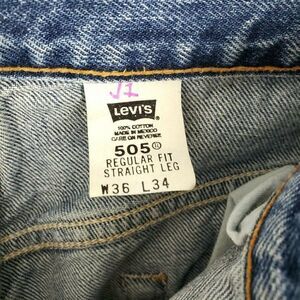 J1
LEVI'S
100% COTTON
MADE IN MEXICO
CARE ON REVERSE
505
REGULAR FIT
STRAIGHT LEG
W36 L34